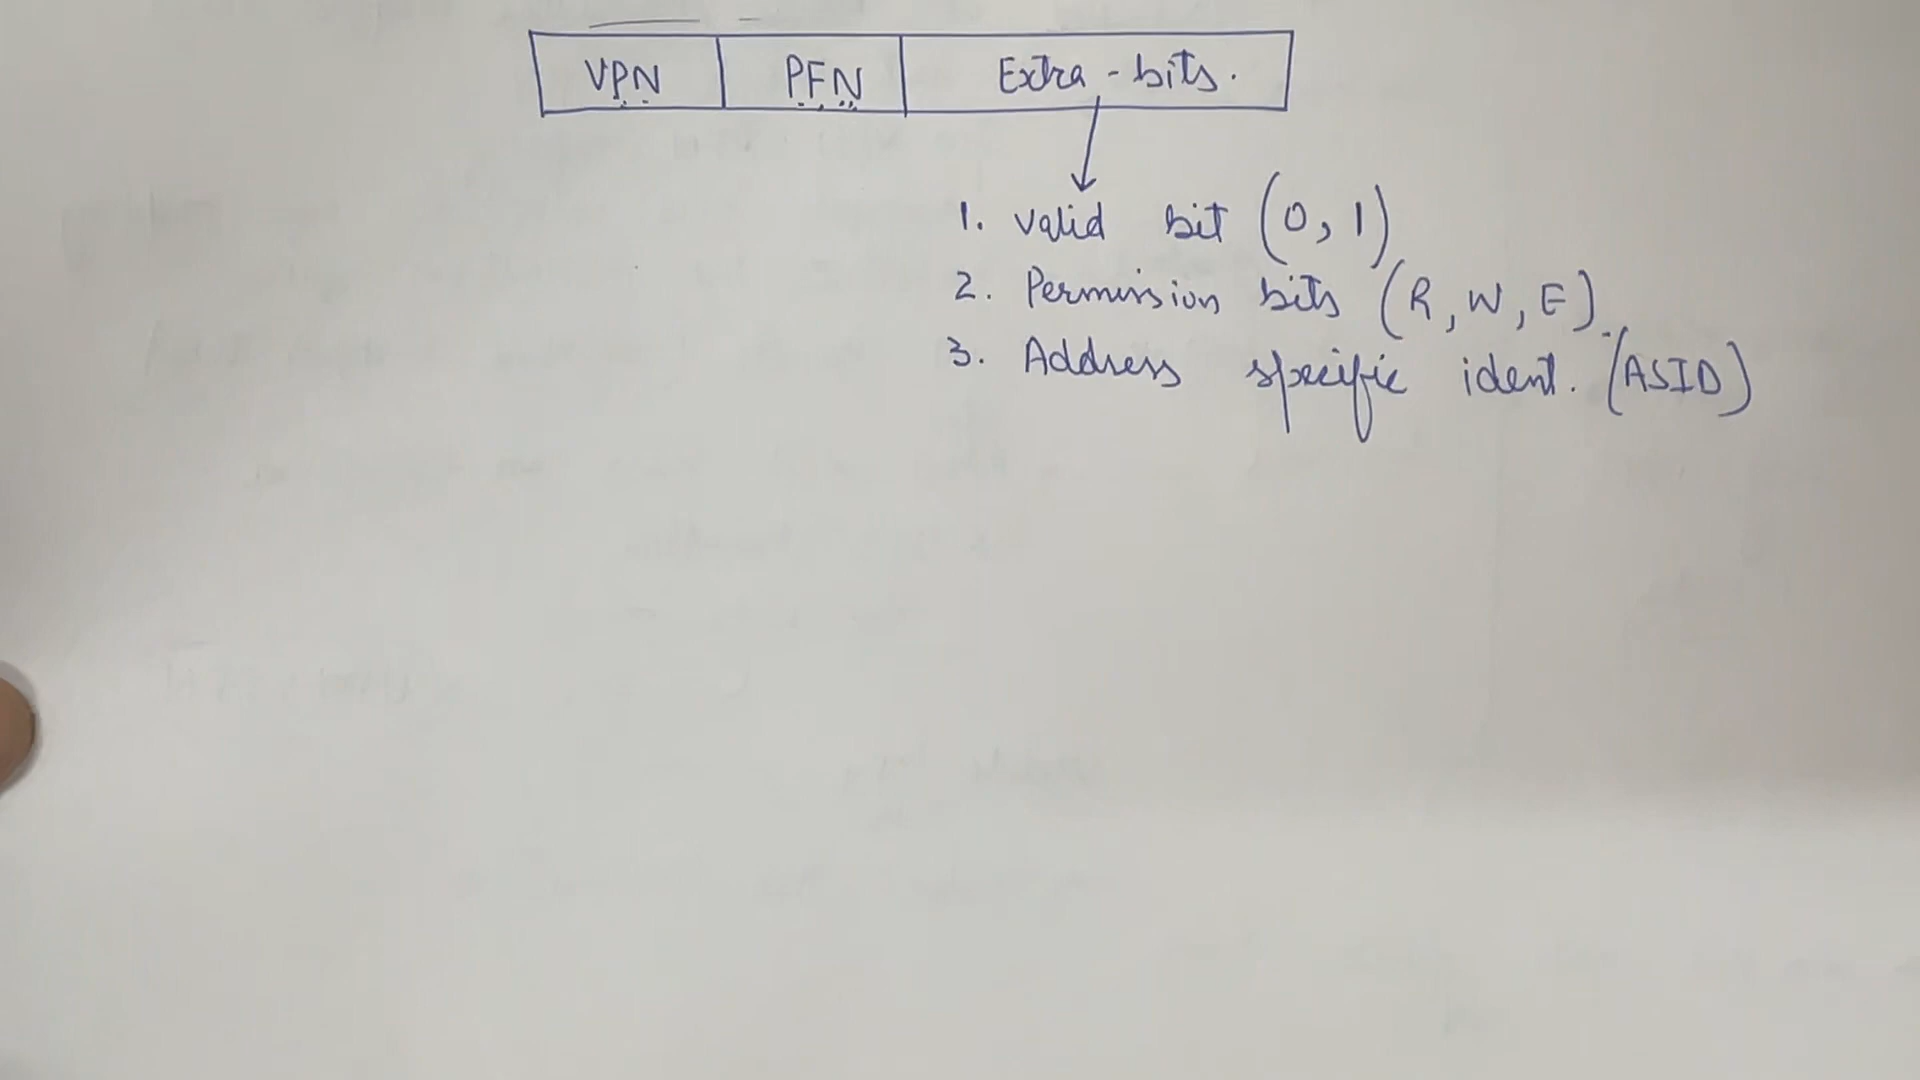 VPN PFN Extra - bits.
1. Valid bit (0, 1)
2. Permission bits (R, W, E).
3. Address specific ident. (ASID)